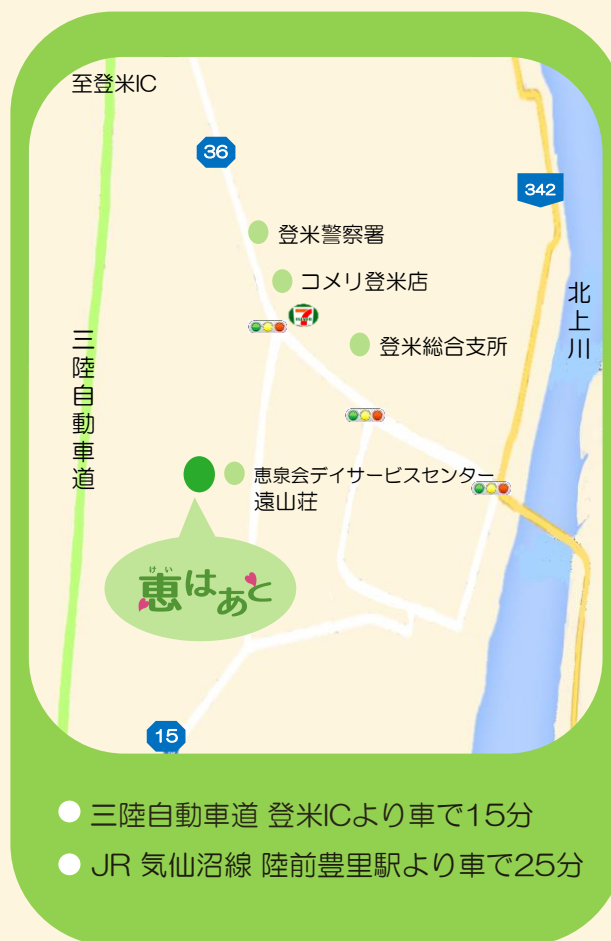 至登米IC
36
342
登米警察署
コメリ登米店
7
北上川
登米総合支所
三陸自動車道
恵泉会デイサービスセンター
遠山荘
けい
恵はあと
15
三陸自動車道 登米ICより車で15分
JR 気仙沼線 陸前豊里駅より車で25分